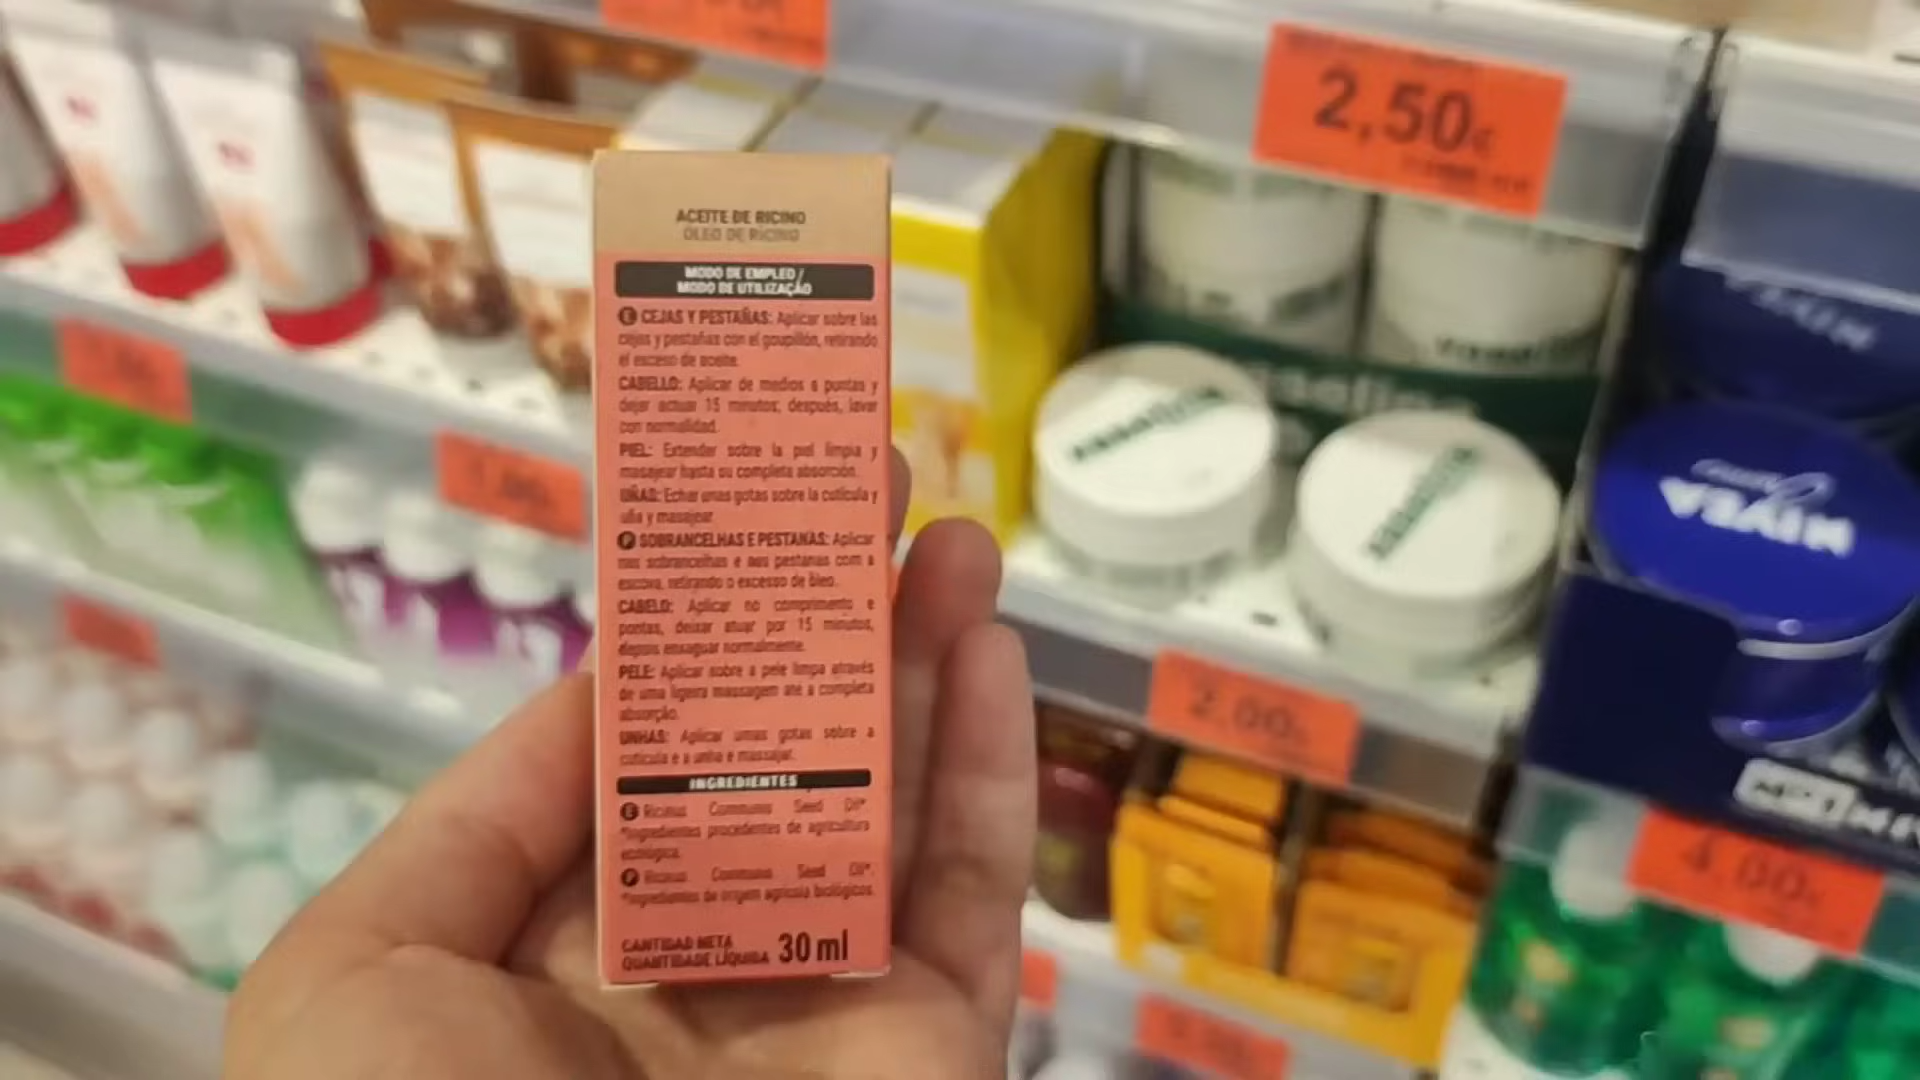 2,50€
ACEITE DE RICINO
ÓLEO DE RÍCINO
MODO DE EMPLEO /
MODO DE UTILIZAÇÃO
E CEJAS Y PESTAÑAS: Aplicar sobre las
cejas y pestañas con el goupillón, retirando
el exceso de aceite.
CABELLO: Aplicar de medios a puntas y
dejar actuar 15 minutos; después, lavar
con normalidad.
PIEL: Extender sobre la piel limpia y
masajear hasta su completa absorción.
UÑAS: Echar unas gotas sobre la cutícula y
uña y masajear
P SOBRANCELHAS E PESTANAS: Aplicar
nas sobrancelhas e nas pestanas com a
escova, retirando o excesso de óleo.
CABELO: Aplicar no comprimento e
pontas, deixar atuar por 15 minutos,
depois enxaguar normalmente.
PELE: Aplicar sobre a pele limpa através
de uma ligeira massagem até a completa
absorção.
UNHAS: Aplicar umas gotas sobre a
cutícula e a unha e massajar.
INGREDIENTES
E Ricinus Communis Seed Oil*.
*Ingredientes procedentes de agricultura
ecológica.
P Ricinus Communis Seed Oil*.
*Ingredientes de origem agrícola biológicos.
CANTIDAD NETA
QUANTIDADE LÍQUIDA 30 ml
vaseline
NIVEA
2,00€
4,00€